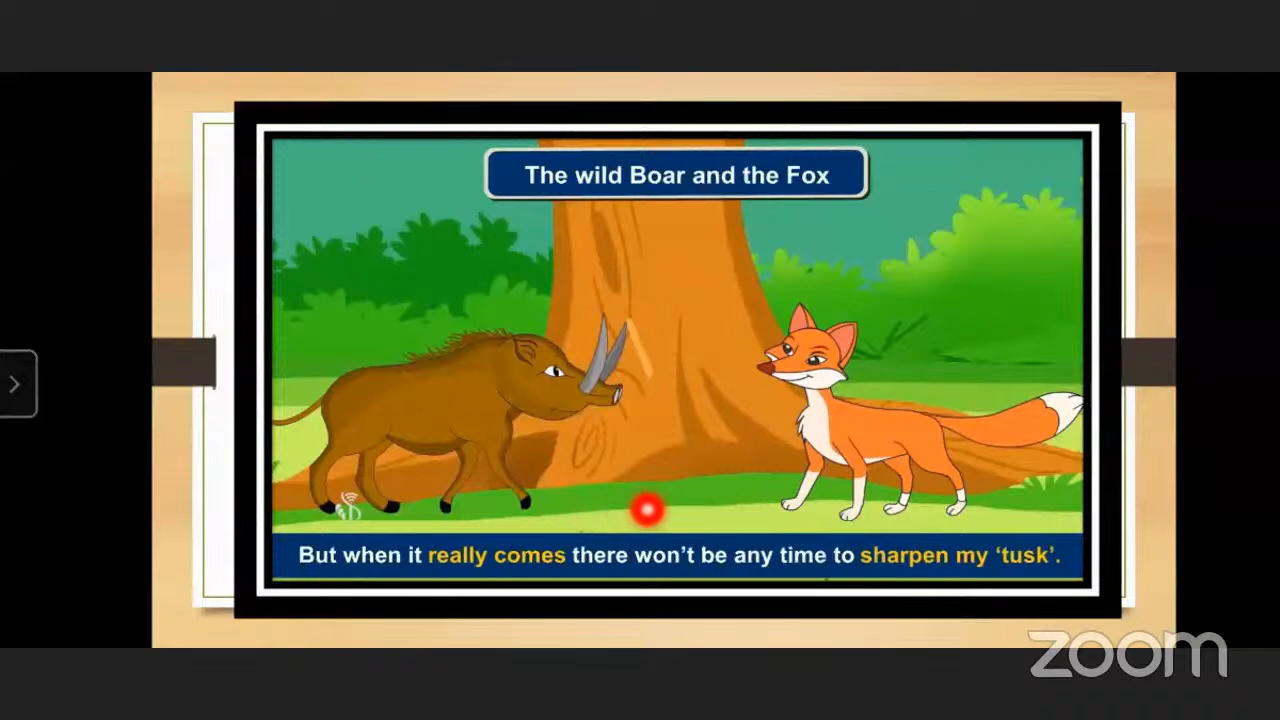 The wild Boar and the Fox
But when it really comes there won't be any time to sharpen my ‘tusk’.
zoom